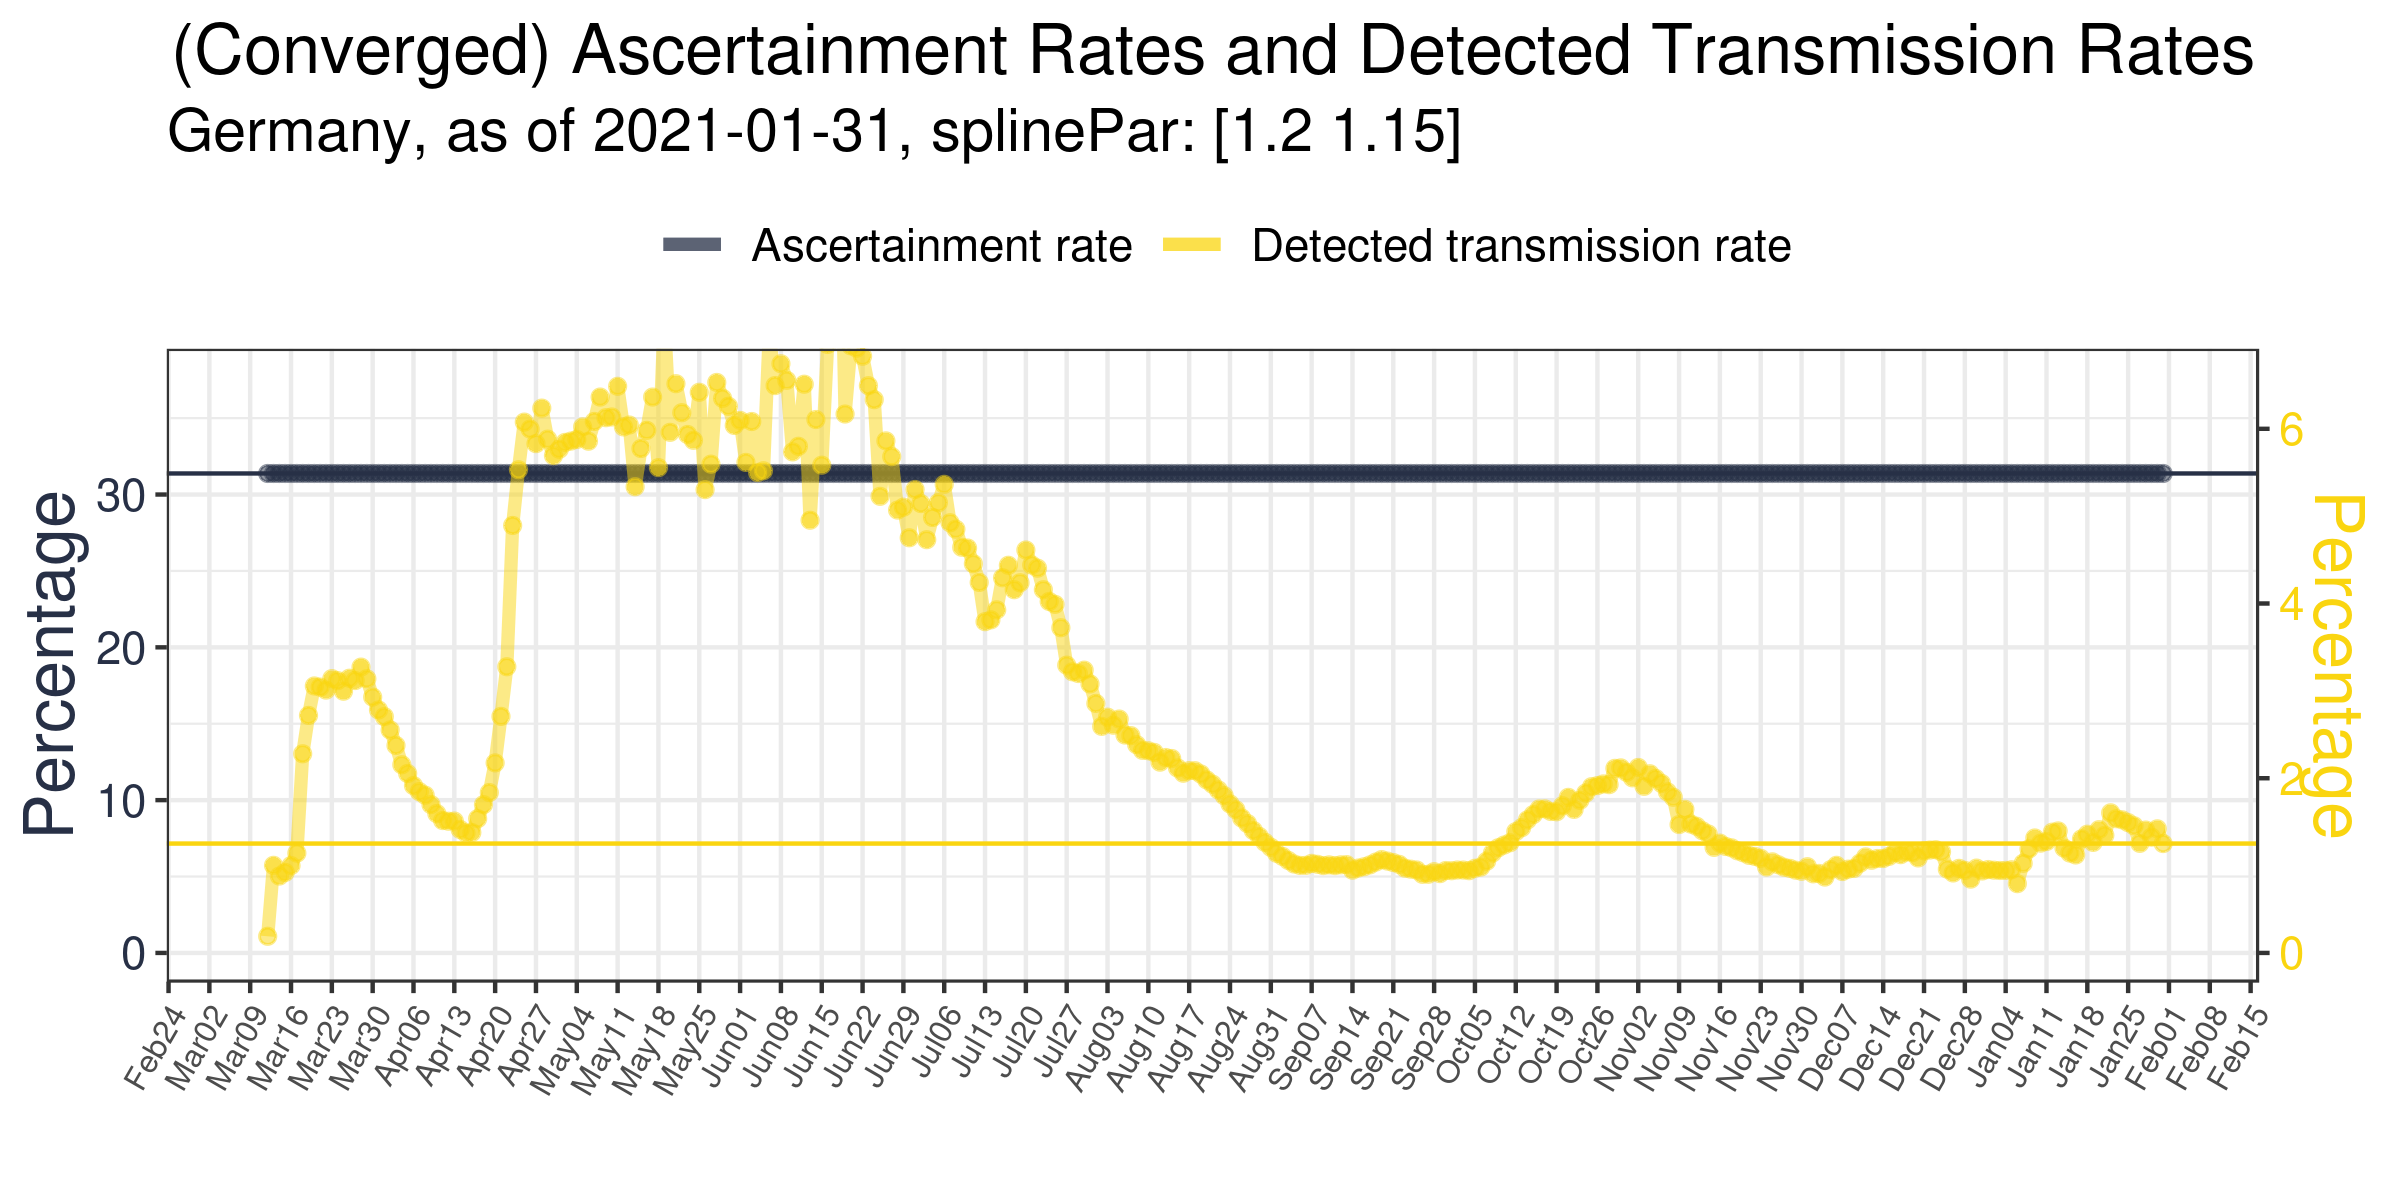 (Converged) Ascertainment Rates and Detected Transmission Rates
Germany, as of 2021-01-31, splinePar: [1.2 1.15]
Ascertainment rate
Detected transmission rate
Percentage
30
20
10
0
6
4
2
0
Percentage
Feb24
Mar02
Mar09
Mar16
Mar23
Mar30
Apr06
Apr13
Apr20
Apr27
May04
May11
May18
May25
Jun01
Jun08
Jun15
Jun22
Jun29
Jul06
Jul13
Jul20
Jul27
Aug03
Aug10
Aug17
Aug24
Aug31
Sep07
Sep14
Sep21
Sep28
Oct05
Oct12
Oct19
Oct26
Nov02
Nov09
Nov16
Nov23
Nov30
Dec07
Dec14
Dec21
Dec28
Jan04
Jan11
Jan18
Jan25
Feb01
Feb08
Feb15